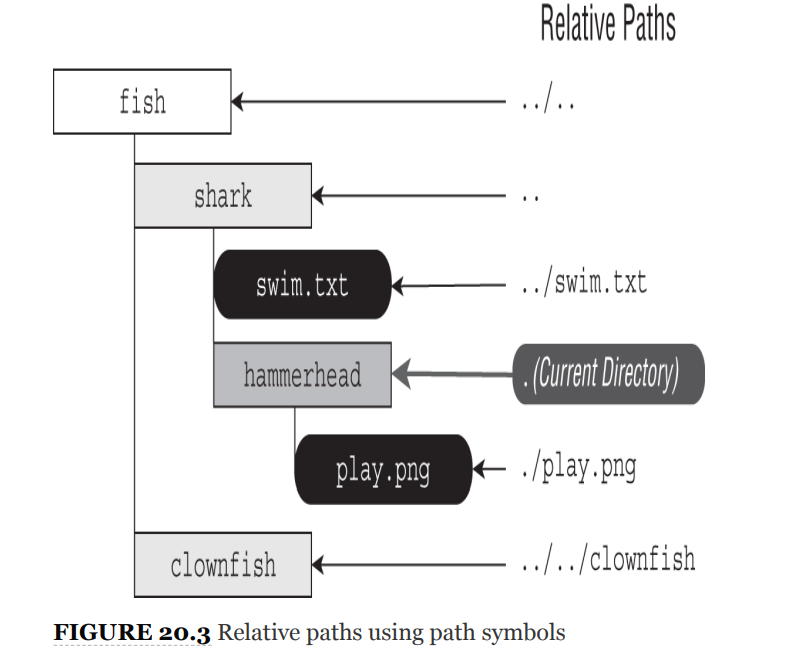 Relative Paths
fish ../..
shark ..
swim.txt ../swim.txt
hammerhead . (Current Directory)
play.png ./play.png
clownfish ../../clownfish
FIGURE 20.3 Relative paths using path symbols